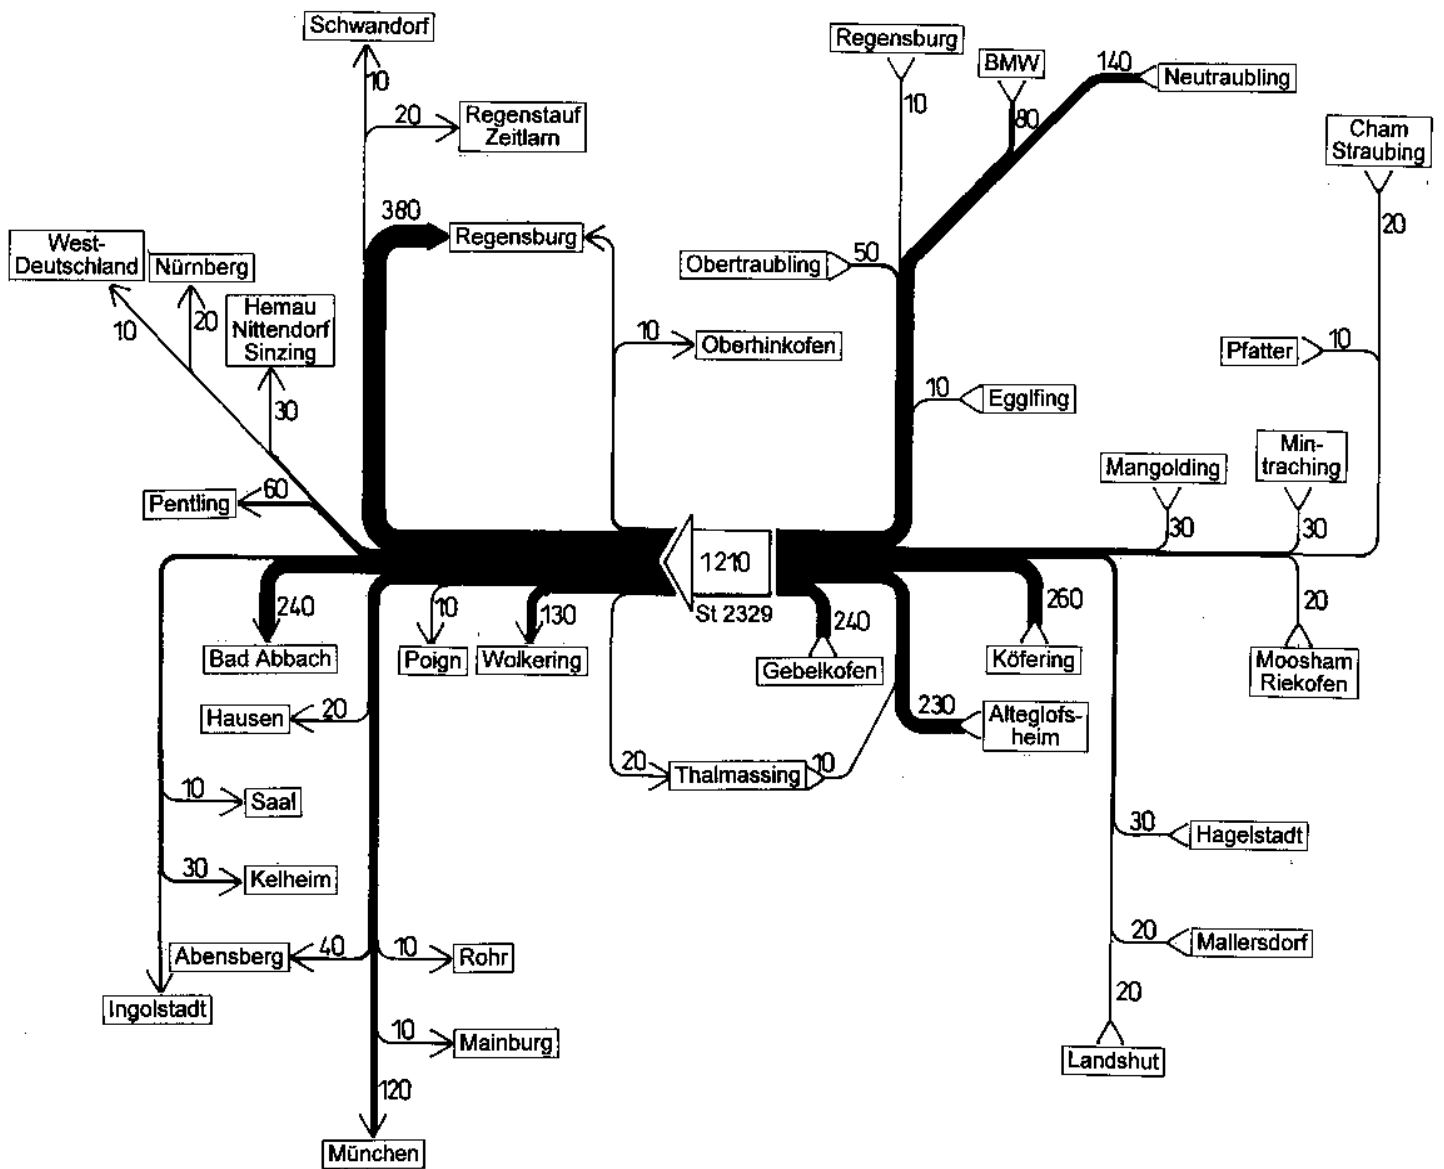 Schwandorf
10
20
Regenstauf
Zeitlarn
380
Regensburg
West-
Deutschland
Nürnberg
Hemau
Nittendorf
Sinzing
10
20
30
60
Pentling
10
Oberhinkofen
Regensburg
10
BMW
80
140
Neutraubling
Cham
Straubing
20
Obertraubling
50
Pfatter
10
10
Egglfing
Mangolding
30
Min-
traching
30
1210
St 2329
240
Bad Abbach
10
Poign
130
Wolkering
240
Gebelkofen
260
Köfering
20
Moosham
Riekofen
Hausen
20
230
Alteglofs-
heim
20
Thalmassing
10
10
Saal
30
Hagelstadt
30
Kelheim
Abensberg
40
10
Rohr
20
Mallersdorf
Ingolstadt
10
Mainburg
20
Landshut
120
München